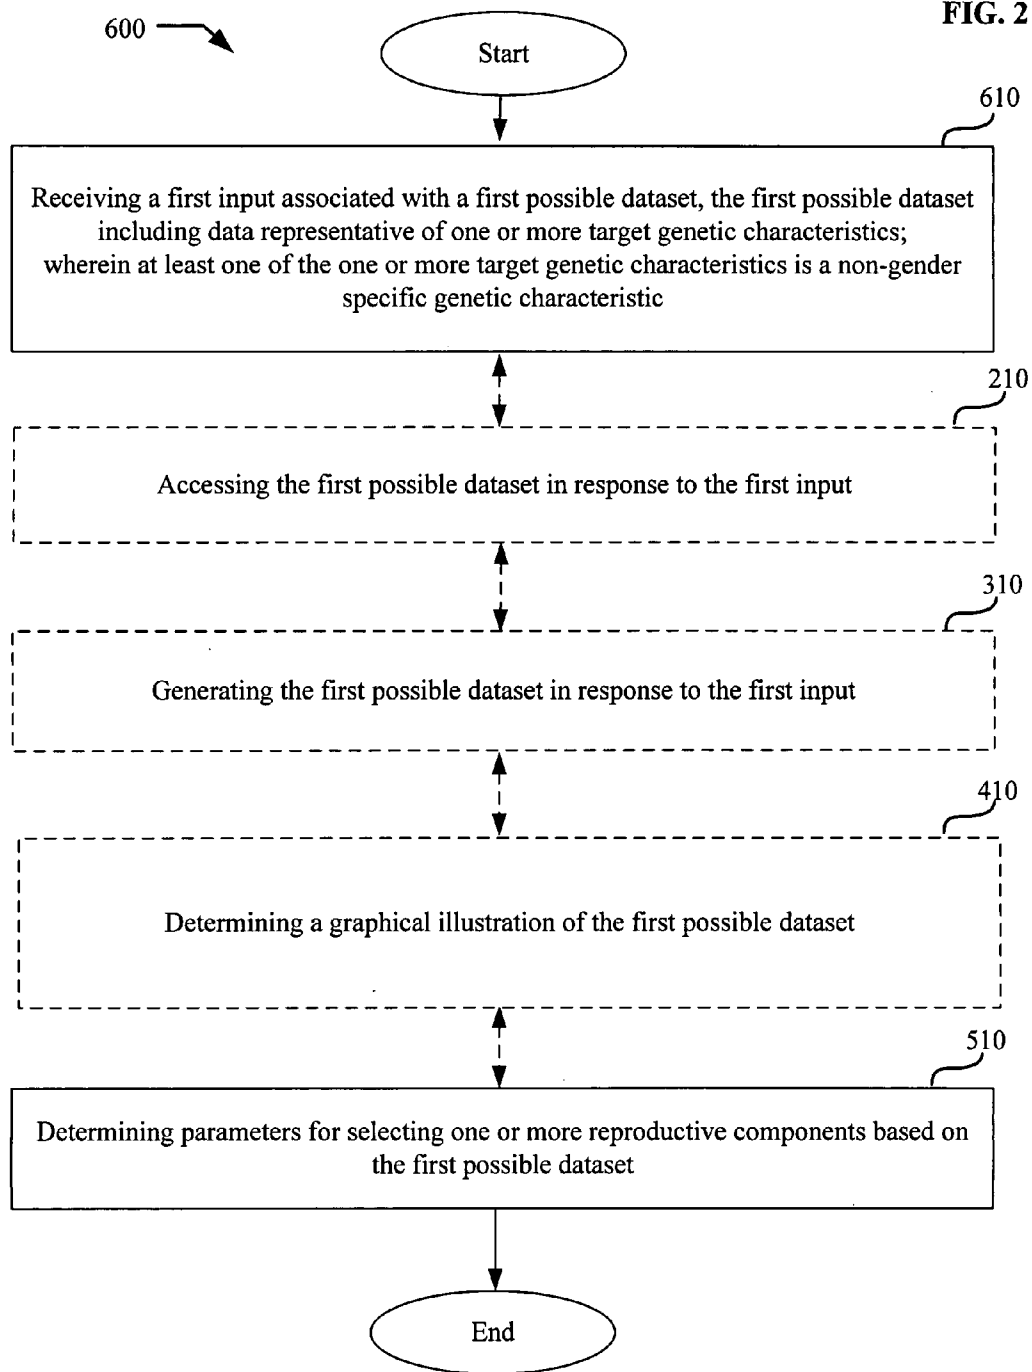 FIG. 2
600
Start
610
Receiving a first input associated with a first possible dataset, the first possible dataset
including data representative of one or more target genetic characteristics;
wherein at least one of the one or more target genetic characteristics is a non-gender
specific genetic characteristic
210
Accessing the first possible dataset in response to the first input
310
Generating the first possible dataset in response to the first input
410
Determining a graphical illustration of the first possible dataset
510
Determining parameters for selecting one or more reproductive components based on
the first possible dataset
End